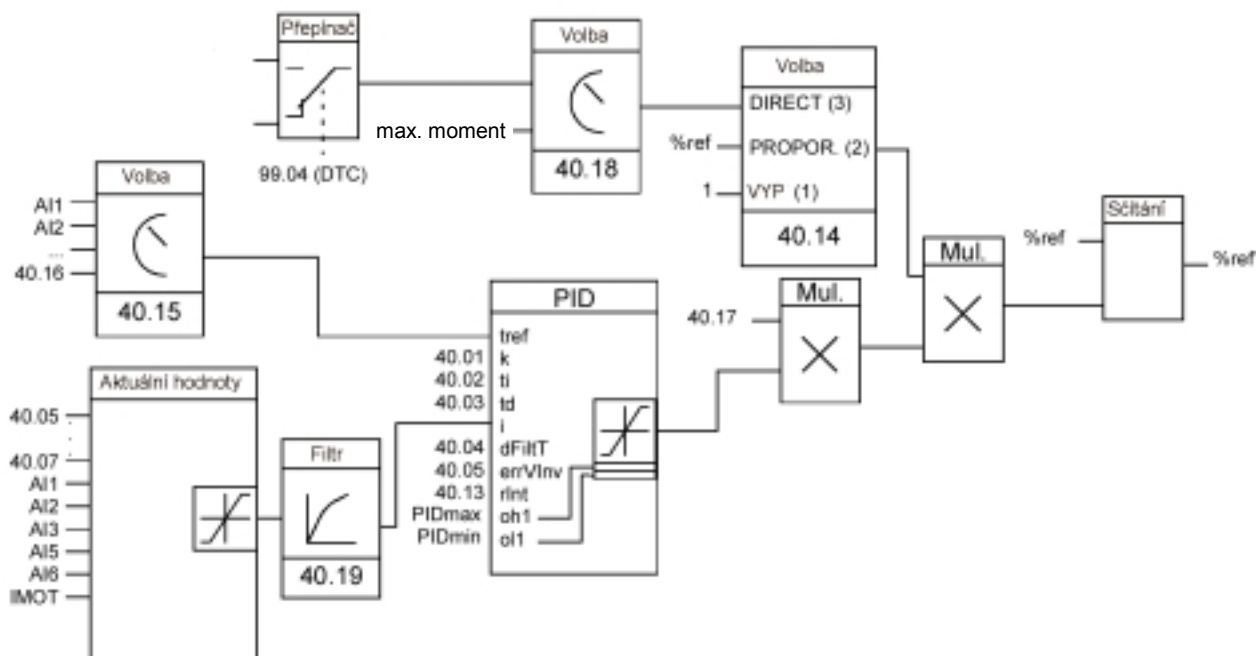 Přepínač
99.04 (DTC)
Volba
max. moment
40.18
Volba
DIRECT (3)
%ref
PROPOR. (2)
1
VYP (1)
40.14
Volba
AI1
AI2
...
40.16
40.15
Sčítání
%ref
%ref
Mul.
Mul.
40.17
PID
tref
40.01
k
40.02
ti
40.03
td
i
40.04
dFiltT
40.05
errVInv
40.13
rInt
PIDmax
oh1
PIDmin
ol1
Aktuální hodnoty
40.05
.
.
40.07
AI1
AI2
AI3
AI5
AI6
IMOT
Filtr
40.19